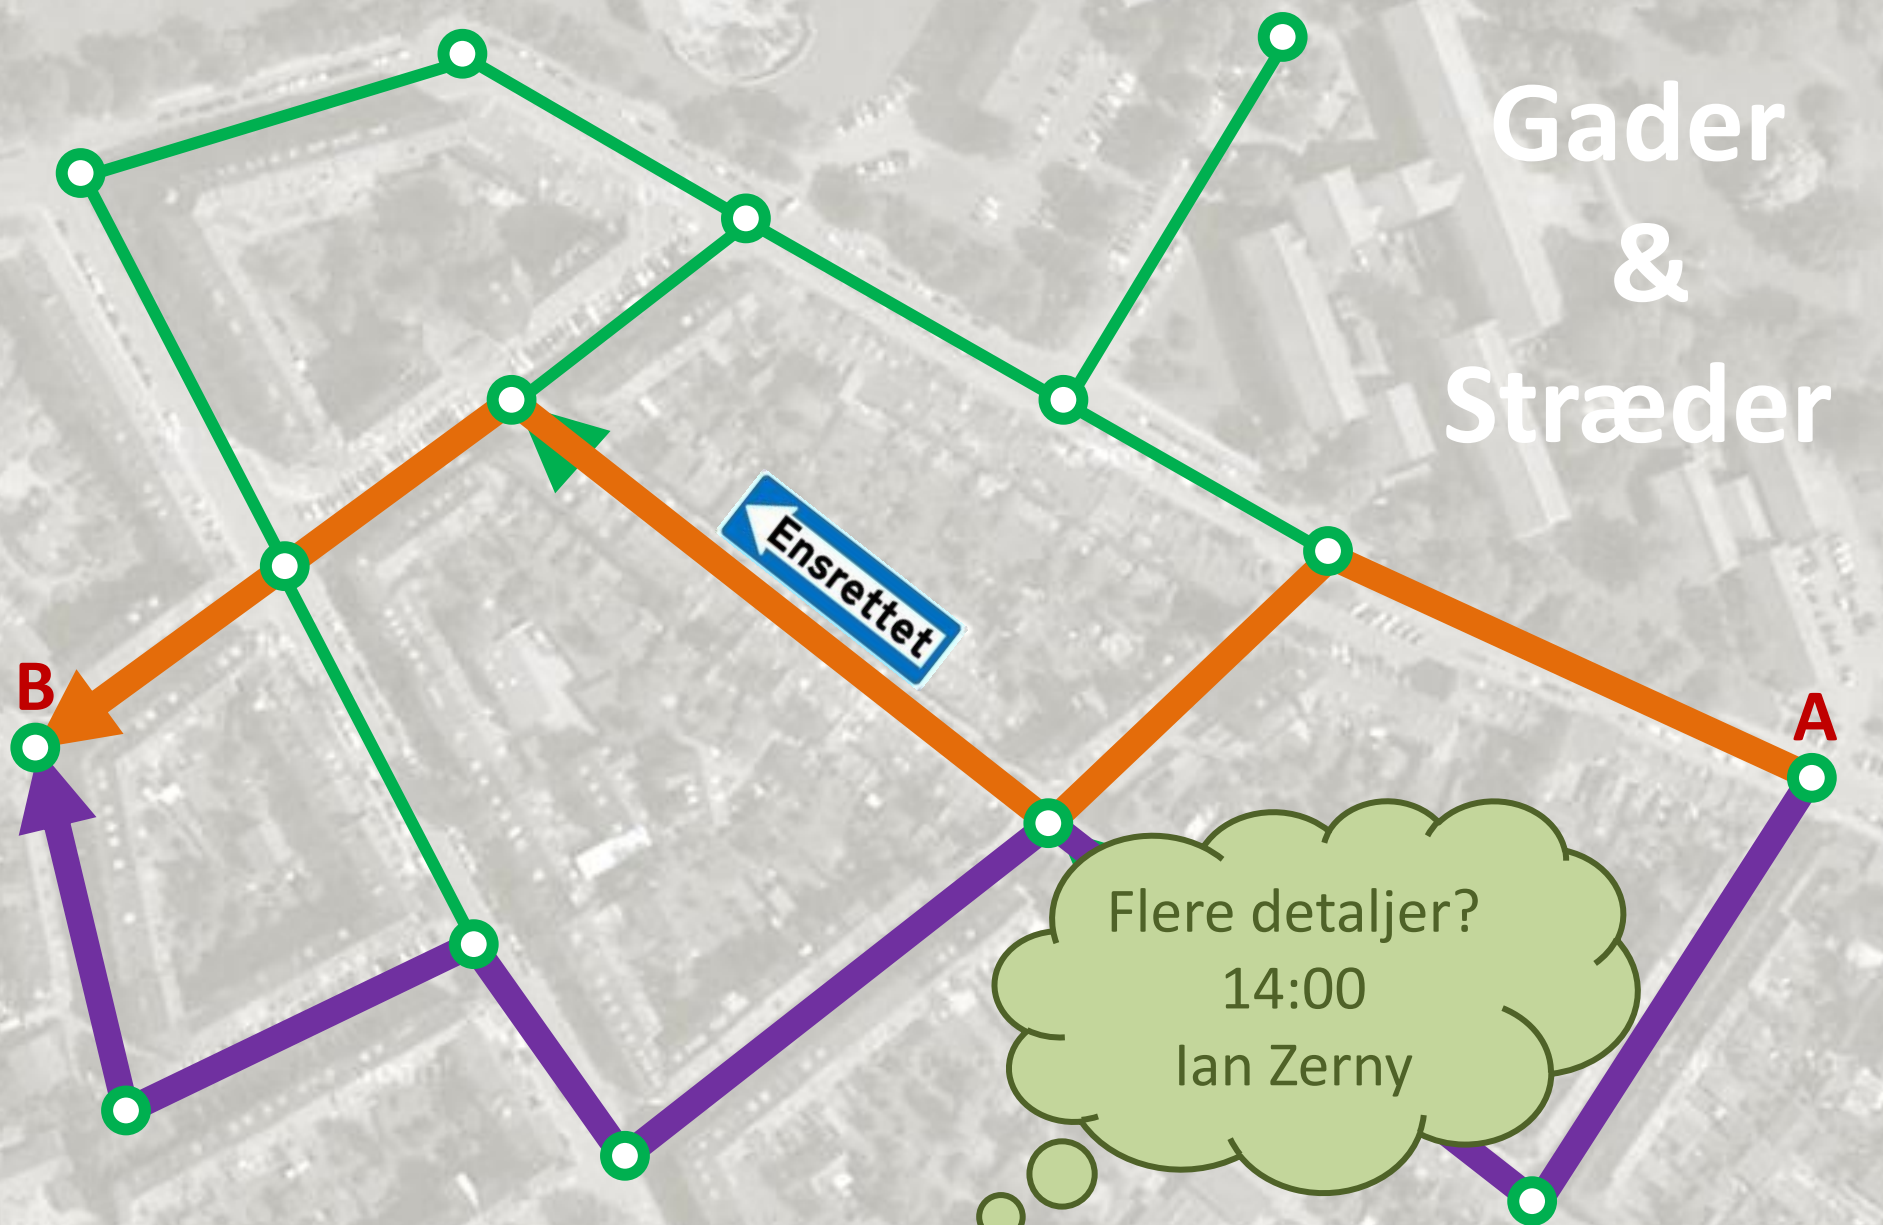 Gader
&
Stræder
Ensrettet
B
A
Flere detaljer?
14:00
Ian Zerny